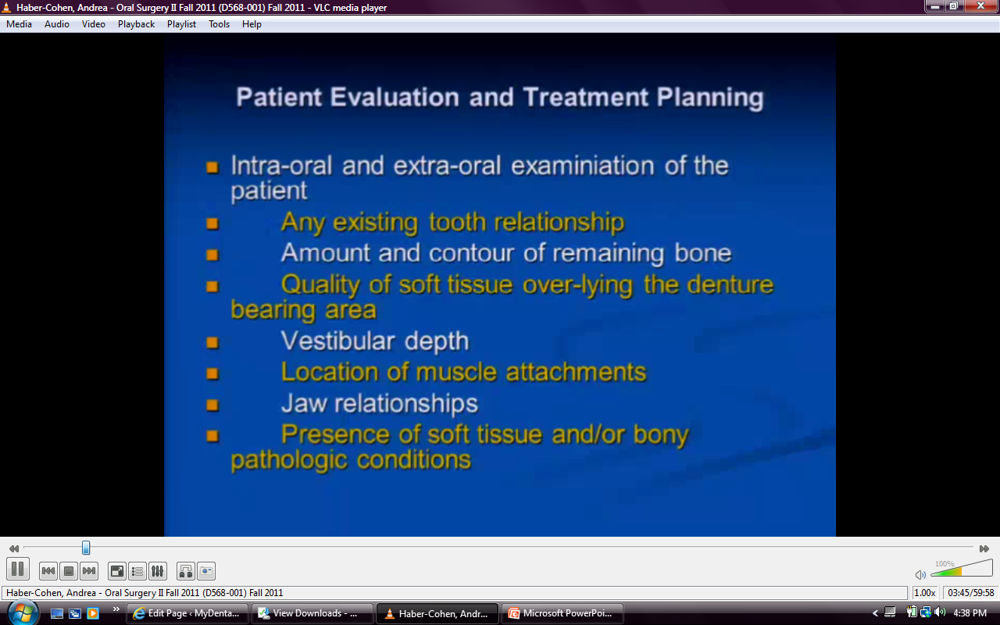 Haber-Cohen, Andrea - Oral Surgery II Fall 2011 (D568-001) Fall 2011 - VLC media player
Media Audio Video Playback Playlist Tools Help
Patient Evaluation and Treatment Planning
Intra-oral and extra-oral examiniation of the
patient
Any existing tooth relationship
Amount and contour of remaining bone
Quality of soft tissue over-lying the denture
bearing area
Vestibular depth
Location of muscle attachments
Jaw relationships
Presence of soft tissue and/or bony
pathologic conditions
100%
Haber-Cohen, Andrea - Oral Surgery II Fall 2011 (D568-001) Fall 2011 1.00x 03:45/59:58
Edit Page ‹ MyDenta... View Downloads - ... Haber-Cohen, Andr... Microsoft PowerPoi... 4:38 PM